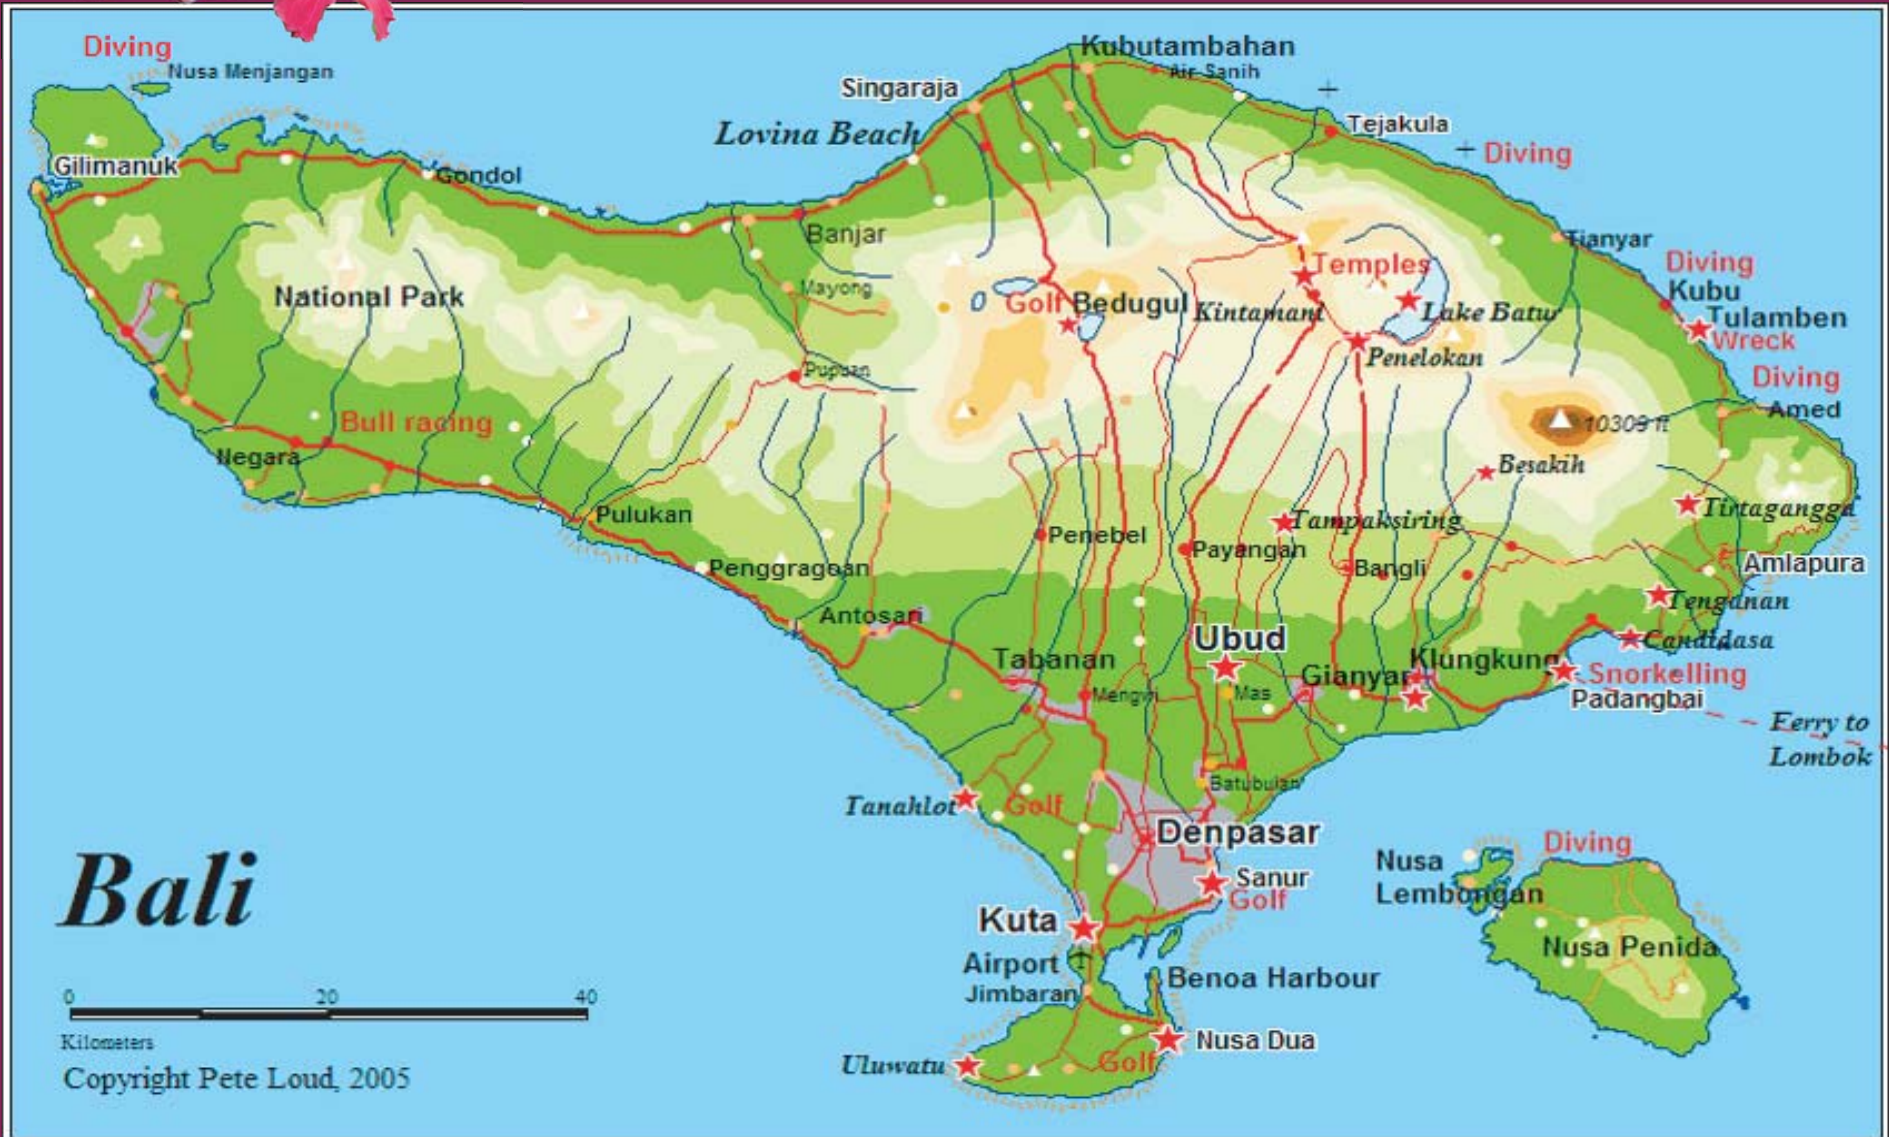 Diving
Nusa Menjangan
Gilimanuk
Gondol
National Park
Singaraja
Lovina Beach
Kubutambahan
Air Sanih
Tejakula
Diving
Banjar
Mayong
Tianyar
Temples
Diving
Kubu
Golf
Bedugul
Kintamani
Lake Batur
Tulamben
Wreck
Penelokan
Pupuan
Diving
Amed
10309 ft
Bull racing
Negara
Besakih
Tirtagangga
Pulukan
Penebel
Payangan
Tampaksiring
Penggragoan
Bangli
Amlapura
Antosari
Tenganan
Ubud
Candidasa
Tabanan
Gianyar
Klungkung
Snorkelling
Mengwi
Mas
Padangbai
Eerry to
Lombok
Batubulan
Tanahlot
Golf
Denpasar
Diving
Bali
Nusa
Lembongan
Sanur
Golf
Kuta
Nusa Penida
Airport
Benoa Harbour
Jimbaran
0 20 40
Kilometers
Nusa Dua
Uluwatu
Golf
Copyright Pete Loud, 2005